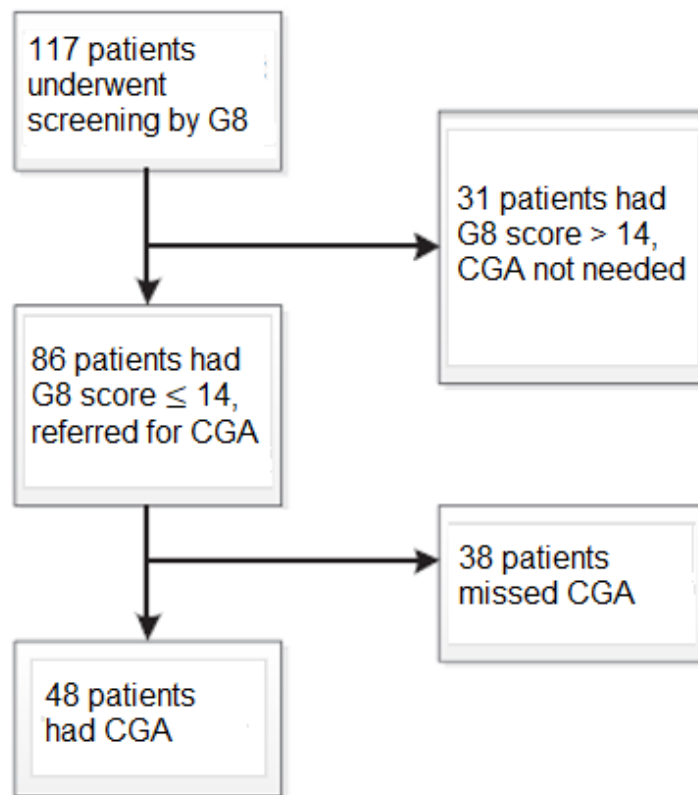 117 patients
underwent
screening by G8
31 patients had
G8 score > 14,
CGA not needed
86 patients had
G8 score ≤ 14,
referred for CGA
38 patients
missed CGA
48 patients
had CGA